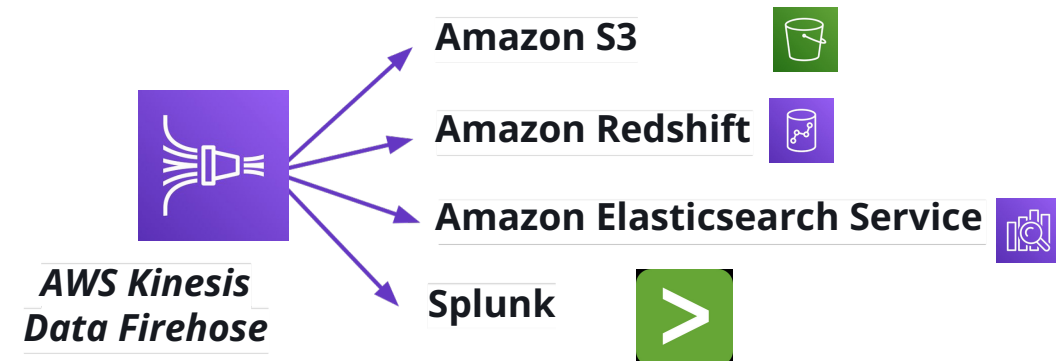 Amazon S3
Amazon Redshift
Amazon Elasticsearch Service
AWS Kinesis
Data Firehose
Splunk
>